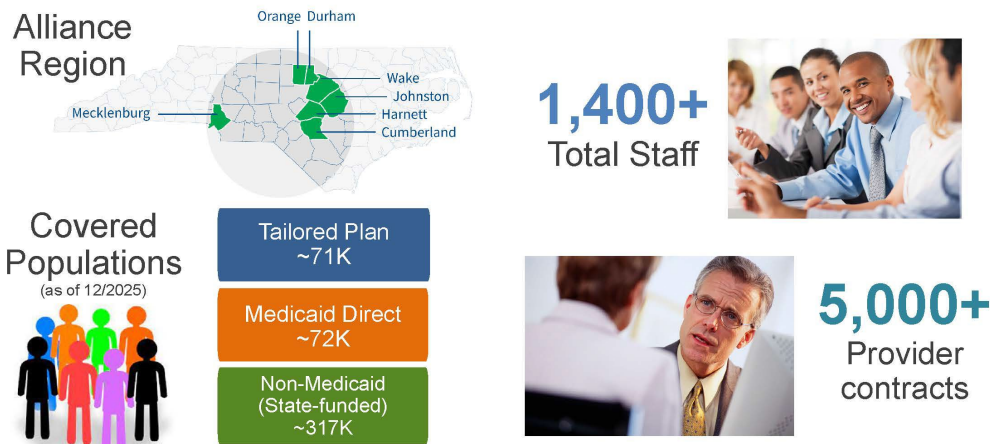 Alliance
Region
Orange Durham
Wake
Johnston
Harnett
Cumberland
Mecklenburg
1,400+
Total Staff
Covered
Populations
(as of 12/2025)
Tailored Plan
~71K
Medicaid Direct
~72K
Non-Medicaid
(State-funded)
~317K
5,000+
Provider
contracts